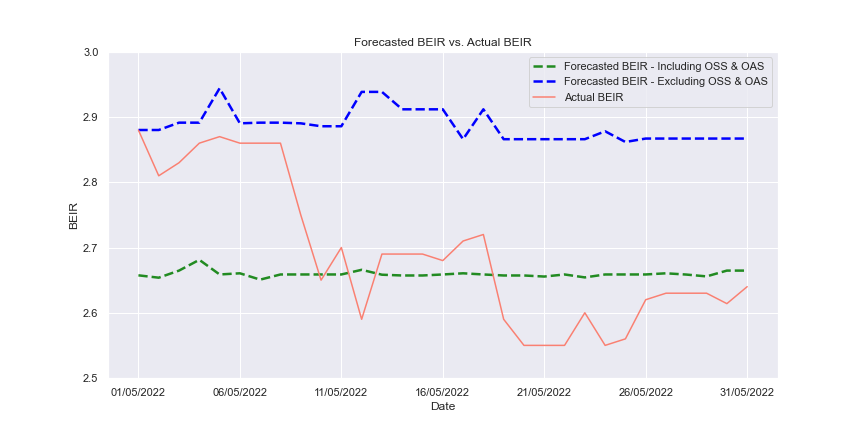 Forecasted BEIR vs. Actual BEIR
3.0
2.9
2.8
2.7
2.6
2.5
BEIR
Forecasted BEIR - Including OSS & OAS
Forecasted BEIR - Excluding OSS & OAS
Actual BEIR
01/05/2022 06/05/2022 11/05/2022 16/05/2022 21/05/2022 26/05/2022 31/05/2022
Date